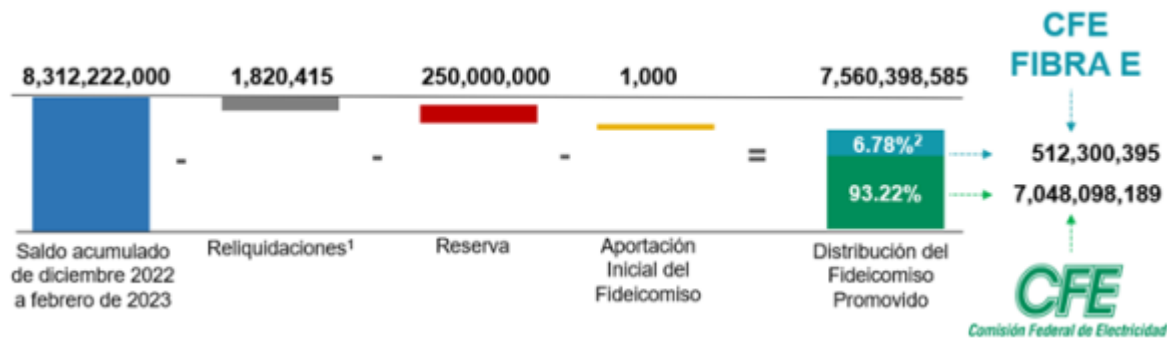 CFE
FIBRA E
8,312,222,000
1,820,415
250,000,000
1,000
7,560,398,585
-
-
-
=
6.78%²
512,300,395
93.22%
7,048,098,189
Saldo acumulado
de diciembre 2022
a febrero de 2023
Reliquidaciones¹
Reserva
Aportación
Inicial del
Fideicomiso
Distribución del
Fideicomiso
Promovido
CFE
Comisión Federal de Electricidad